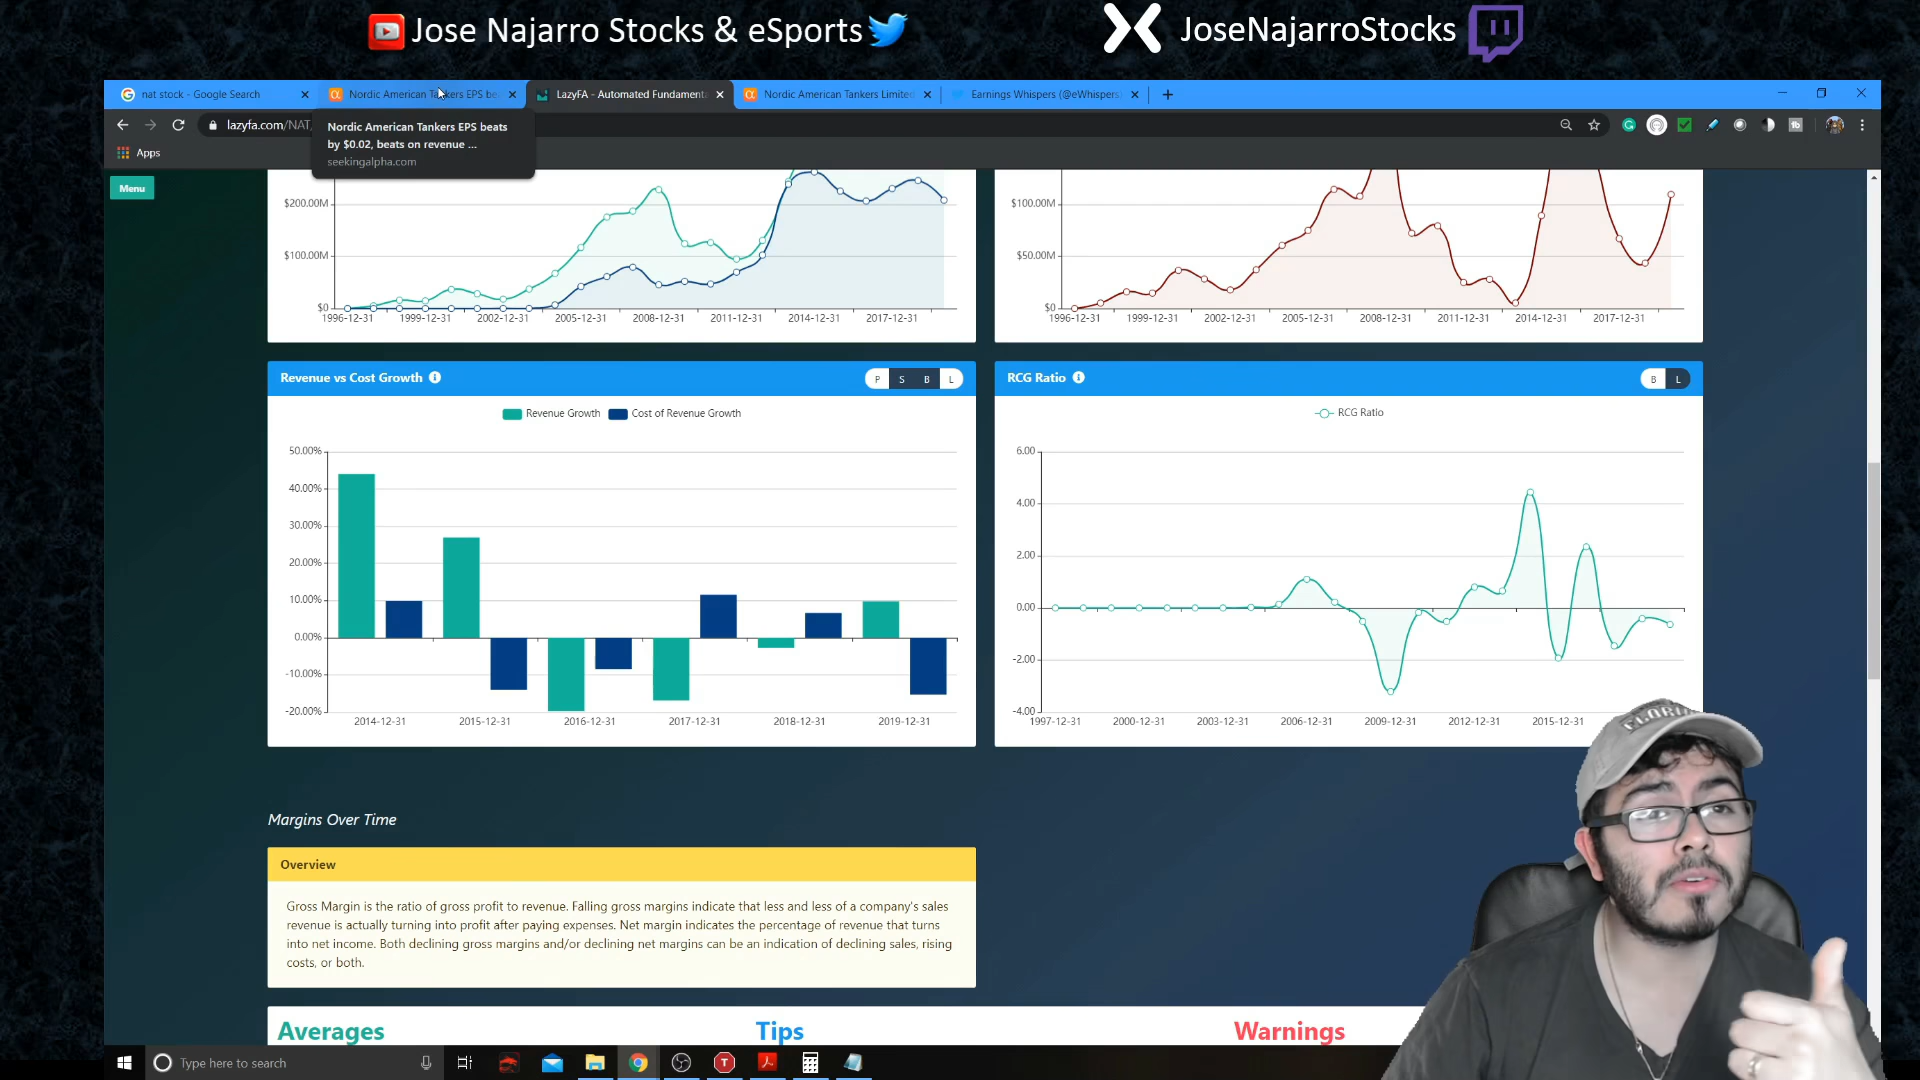 Jose Najarro Stocks & eSports
JoseNajarroStocks
nat stock - Google Search
Nordic American Tankers EPS be
LazyFA - Automated Fundament
Nordic American Tankers Limited
Earnings Whispers (@eWhispers
lazyfa.com/NAT/
Apps
Nordic American Tankers EPS beats
by $0.02, beats on revenue ...
seekingalpha.com
Menu
$200.00M
$100.00M
$0
1996-12-31 1999-12-31 2002-12-31 2005-12-31 2008-12-31 2011-12-31 2014-12-31 2017-12-31
$100.00M
$50.00M
$0
1996-12-31 1999-12-31 2002-12-31 2005-12-31 2008-12-31 2011-12-31 2014-12-31 2017-12-31
Revenue vs Cost Growth
P S B L
Revenue Growth Cost of Revenue Growth
50.00%
40.00%
30.00%
20.00%
10.00%
0.00%
-10.00%
-20.00%
2014-12-31 2015-12-31 2016-12-31 2017-12-31 2018-12-31 2019-12-31
RCG Ratio
B L
RCG Ratio
6.00
4.00
2.00
0.00
-2.00
-4.00
1997-12-31 2000-12-31 2003-12-31 2006-12-31 2009-12-31 2012-12-31 2015-12-31
Margins Over Time
Overview
Gross Margin is the ratio of gross profit to revenue. Falling gross margins indicate that less and less of a company's sales
revenue is actually turning into profit after paying expenses. Net margin indicates the percentage of revenue that turns
into net income. Both declining gross margins and/or declining net margins can be an indication of declining sales, rising
costs, or both.
Averages
Tips
Warnings
Type here to search
FLORID